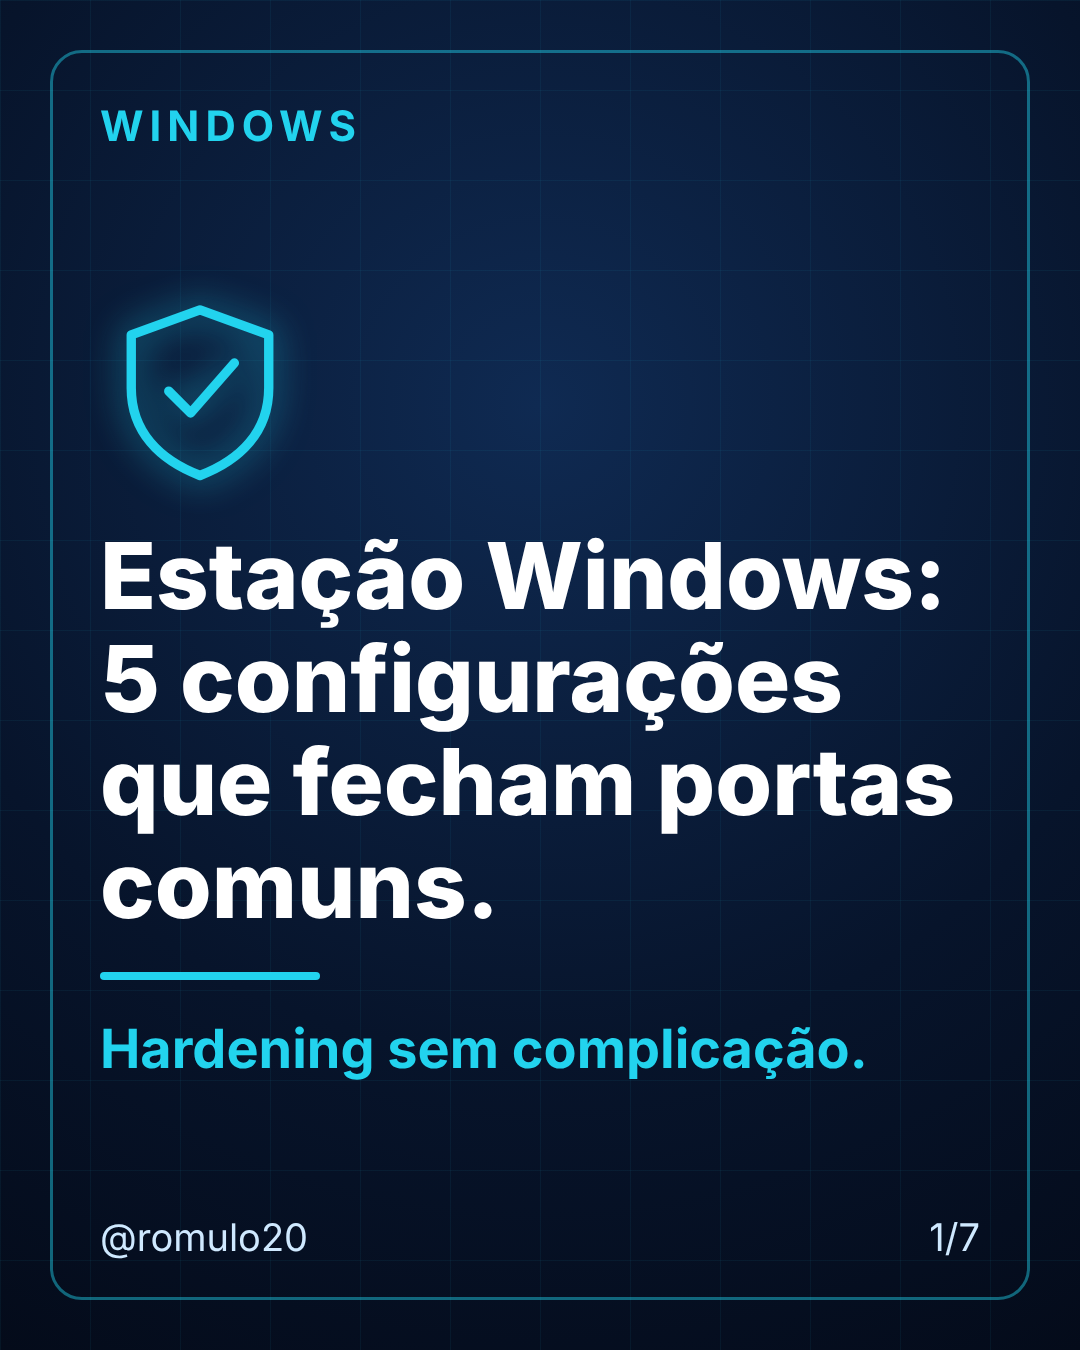 WINDOWS
Estação Windows:
5 configurações
que fecham portas
comuns.
Hardening sem complicação.
@romulo20
1/7